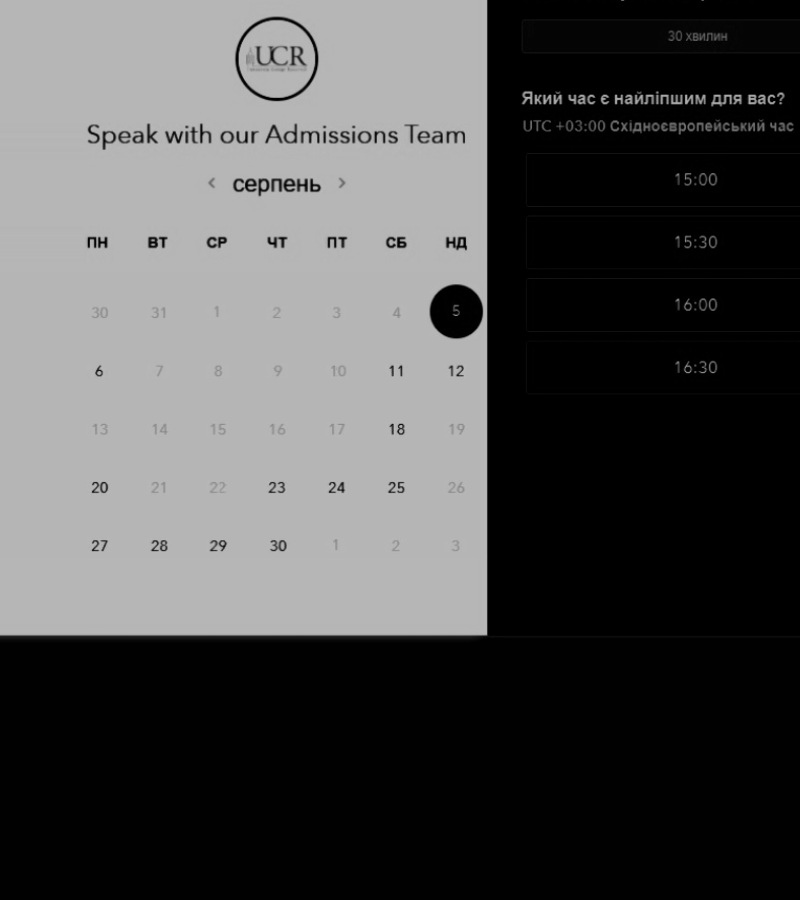 UCR
Speak with our Admissions Team
< серпень >
ПН ВТ СР ЧТ ПТ СБ НД
30 31 1 2 3 4 5
6 7 8 9 10 11 12
13 14 15 16 17 18 19
20 21 22 23 24 25 26
27 28 29 30 1 2 3
30 хвилин
Який час є найліпшим для вас?
UTC +03:00 Східноєвропейський час
15:00
15:30
16:00
16:30